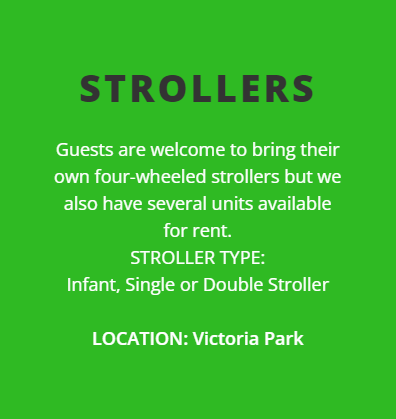 STROLLERS
Guests are welcome to bring their
own four-wheeled strollers but we
also have several units available
for rent.
STROLLER TYPE:
Infant, Single or Double Stroller
LOCATION: Victoria Park